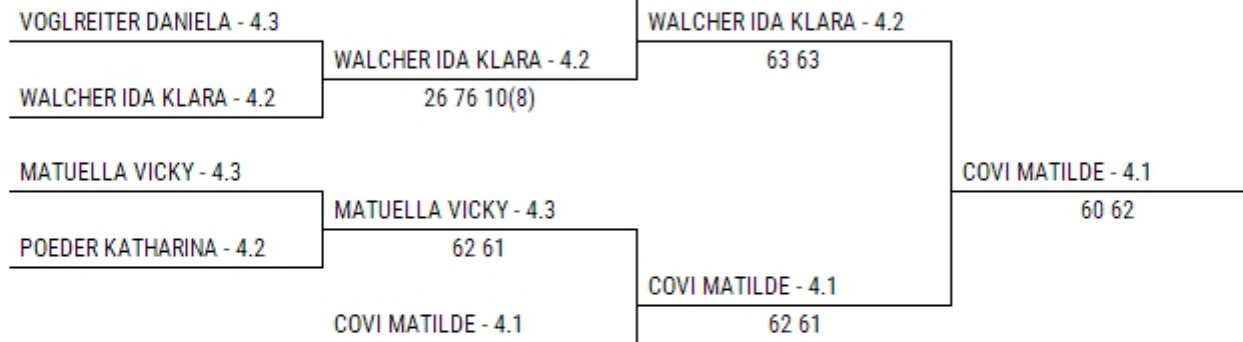 VOGLREITER DANIELA - 4.3
WALCHER IDA KLARA - 4.2
WALCHER IDA KLARA - 4.2
63 63
WALCHER IDA KLARA - 4.2
26 76 10(8)
MATUELLA VICKY - 4.3
COVI MATILDE - 4.1
60 62
MATUELLA VICKY - 4.3
62 61
POEDER KATHARINA - 4.2
COVI MATILDE - 4.1
62 61
COVI MATILDE - 4.1